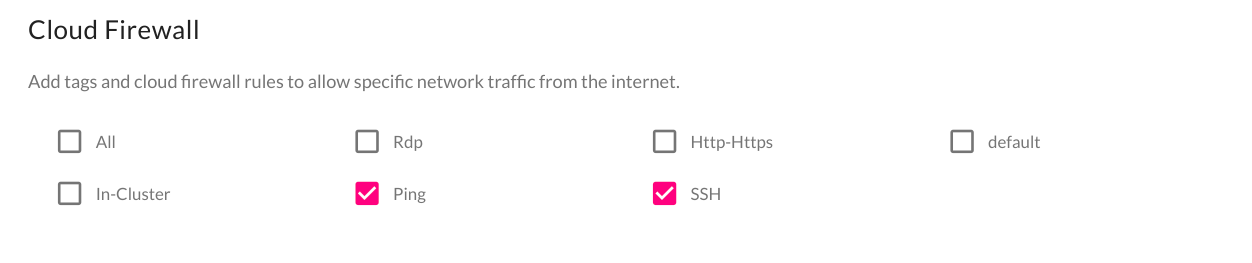 Cloud Firewall
Add tags and cloud firewall rules to allow specific network traffic from the internet.
All Rdp Http-Https default
In-Cluster Ping SSH